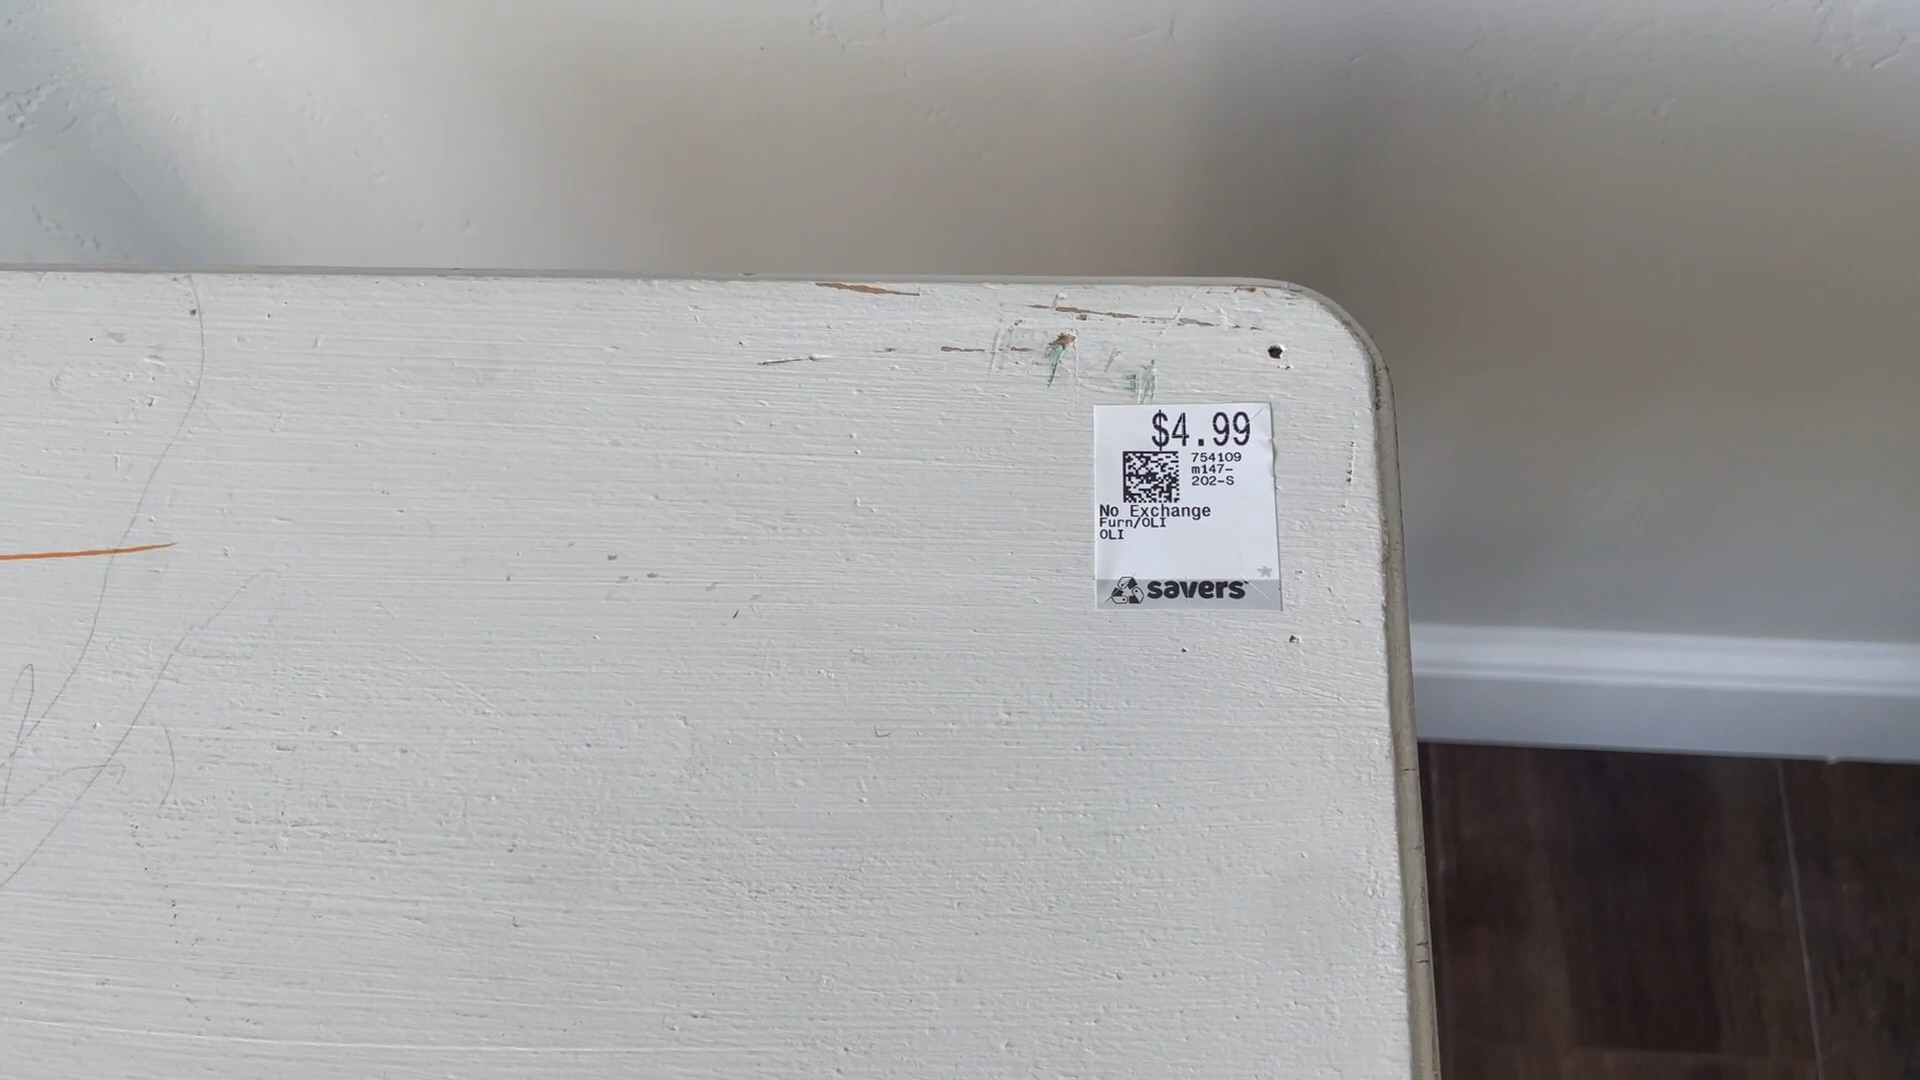 $4.99
754109
m147-
202-S
No Exchange
Furn/OLI
OLI
savers